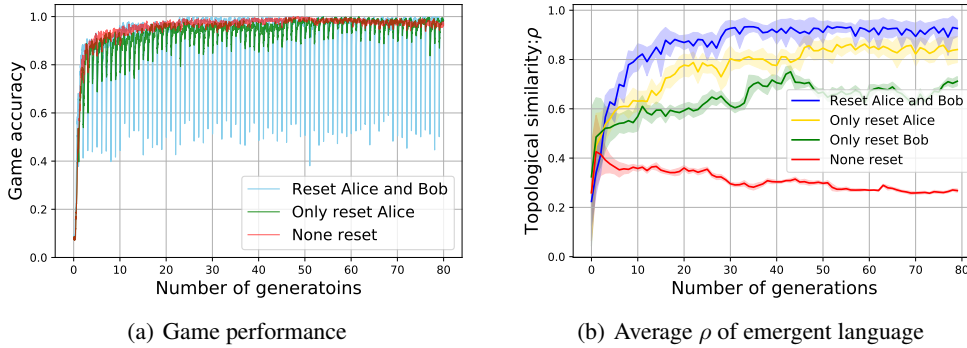 1.0
0.8
0.6
0.4
0.2
0.0
Game accuracy
0 10 20 30 40 50 60 70 80
Number of generatoins
Reset Alice and Bob
Only reset Alice
None reset
(a) Game performance
1.0
0.8
0.6
0.4
0.2
0.0
Topological similarity:ρ
0 10 20 30 40 50 60 70 80
Number of generations
Reset Alice and Bob
Only reset Alice
Only reset Bob
None reset
(b) Average ρ of emergent language